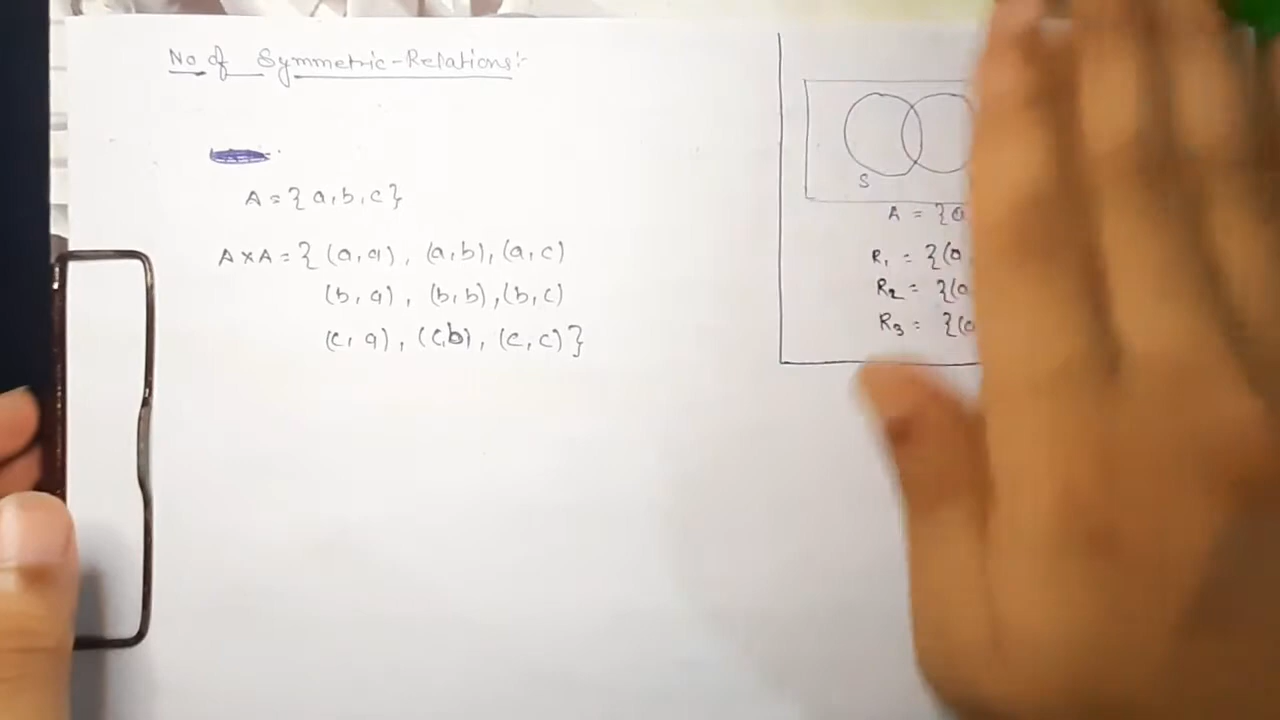 No of Symmetric-Relations:-
A = {a,b,c}
A×A = { (a,a), (a,b), (a,c)
(b,a), (b,b), (b,c)
(c,a), (c,b), (c,c) }
S
A = {a
R₁ = {(a
R₂ = {(a
R₃ = {(a